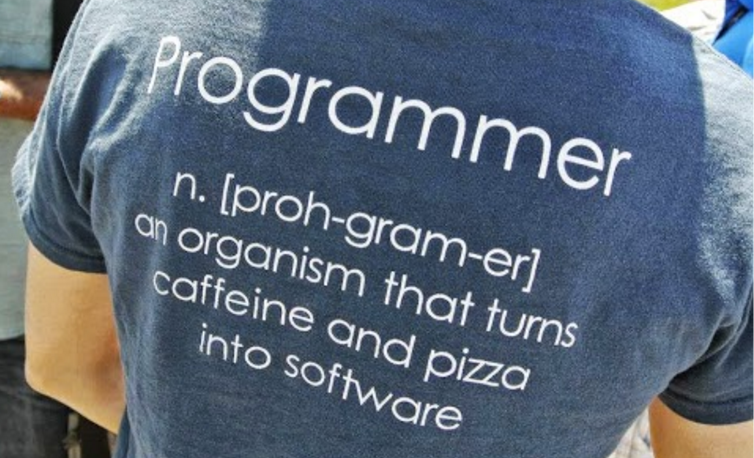 Programmer
n. [proh-gram-er]
an organism that turns
caffeine and pizza
into software